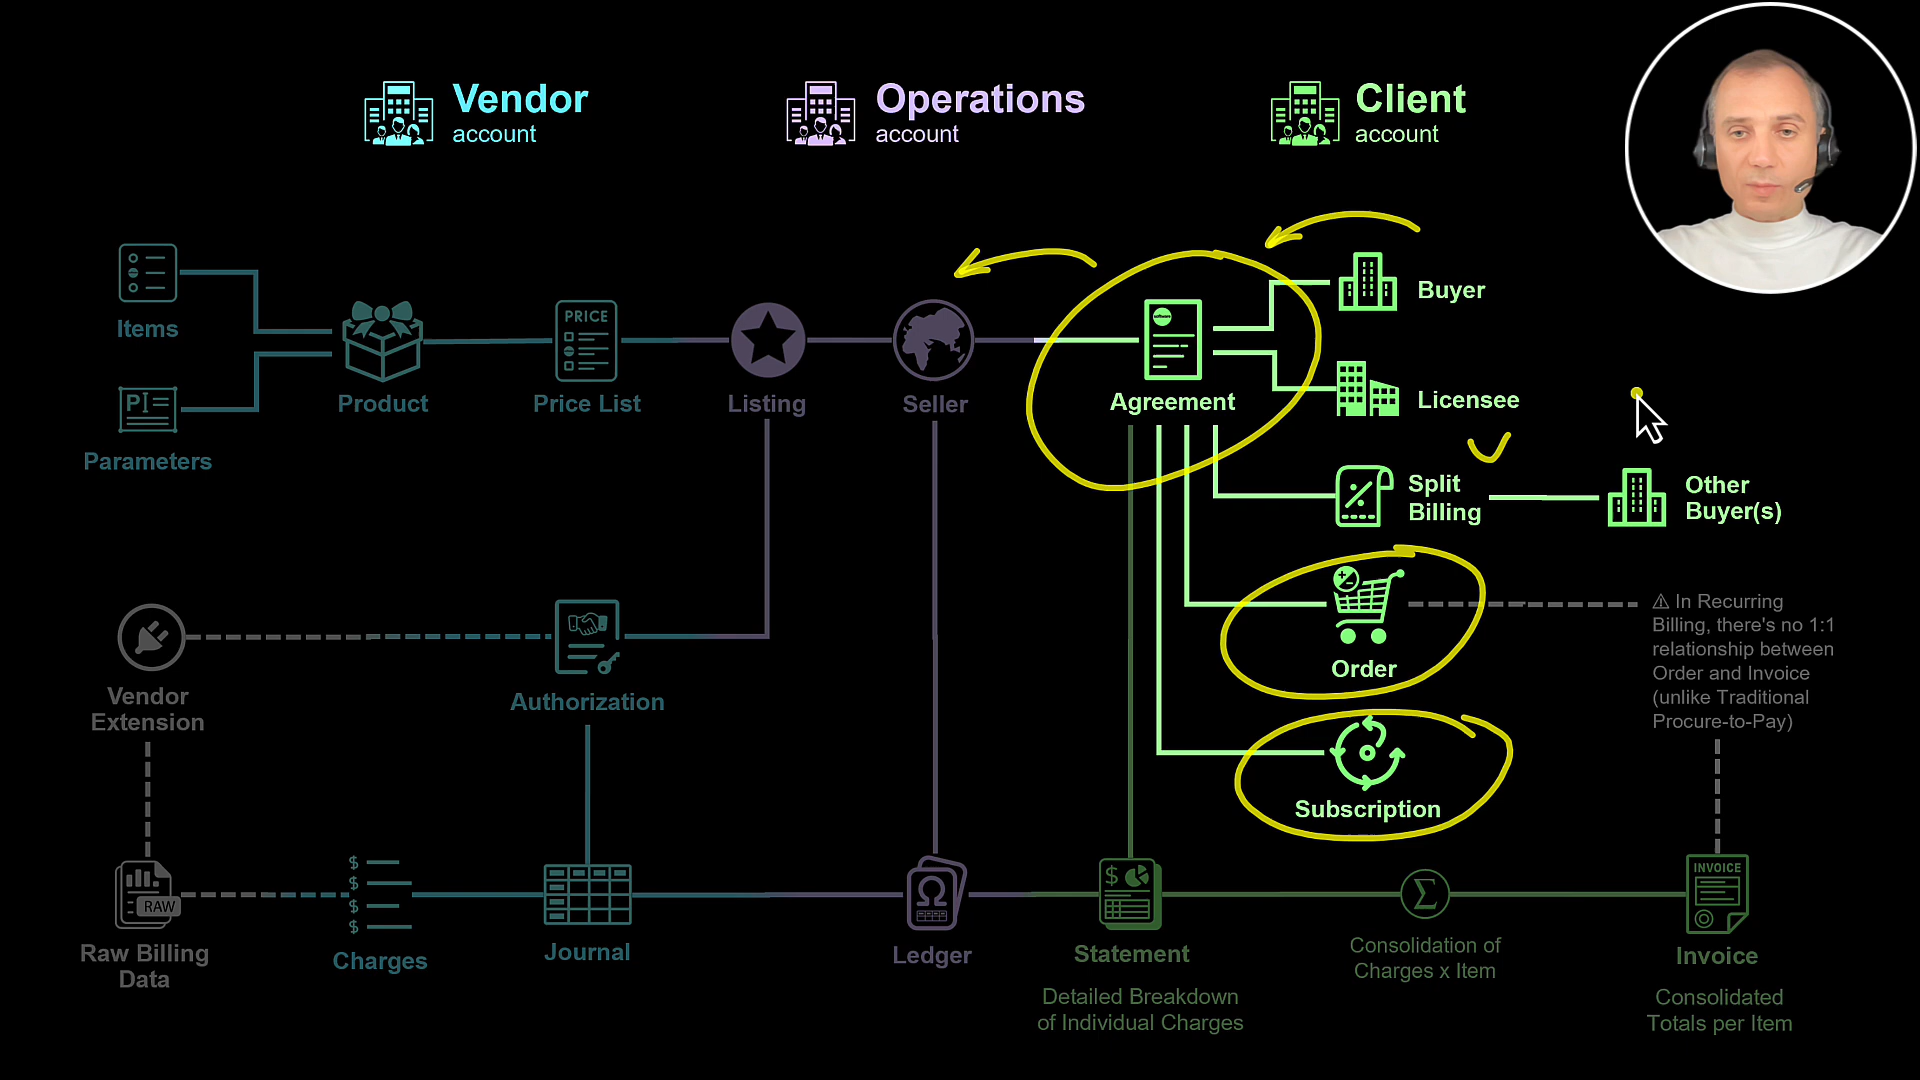 Vendor
account
Operations
account
Client
account
Items
Parameters
Product
PRICE
Price List
Listing
Seller
Agreement
Buyer
Licensee
Split
Billing
Other
Buyer(s)
Order
Subscription
⚠ In Recurring
Billing, there's no 1:1
relationship between
Order and Invoice
(unlike Traditional
Procure-to-Pay)
Vendor
Extension
Authorization
RAW
Raw Billing
Data
$
$
$
$
Charges
Journal
Ω
Ledger
$
Statement
Detailed Breakdown
of Individual Charges
Σ
Consolidation of
Charges x Item
INVOICE
Invoice
Consolidated
Totals per Item